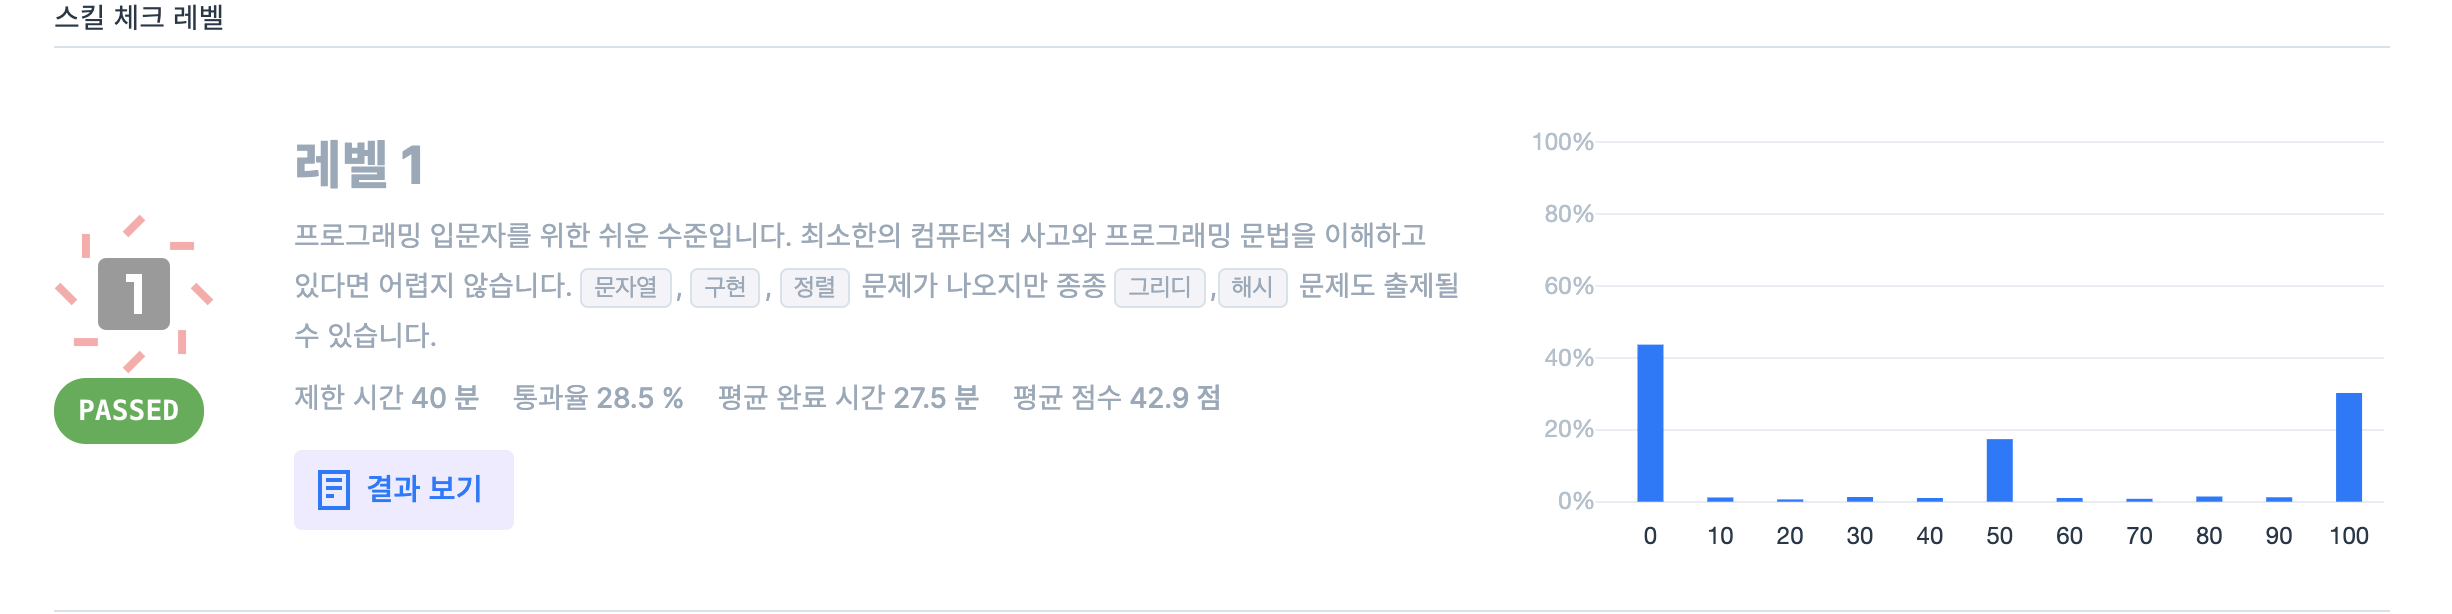 스킬 체크 레벨
1
PASSED
레벨 1
프로그래밍 입문자를 위한 쉬운 수준입니다. 최소한의 컴퓨터적 사고와 프로그래밍 문법을 이해하고
있다면 어렵지 않습니다. 문자열 , 구현 , 정렬 문제가 나오지만 종종 그리디 , 해시 문제도 출제될
수 있습니다.
제한 시간 40 분 통과율 28.5 % 평균 완료 시간 27.5 분 평균 점수 42.9 점
결과 보기
100%
80%
60%
40%
20%
0%
0 10 20 30 40 50 60 70 80 90 100